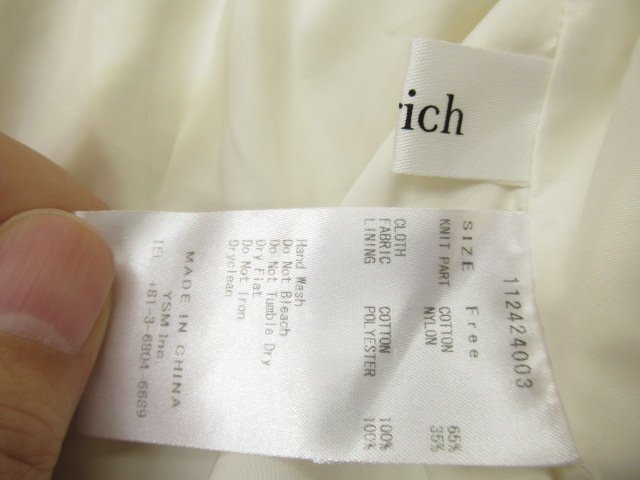 rich
112424003
SIZE Free
KNIT PART COTTON 65%
NYLON 35%
CLOTH
FABRIC COTTON 100%
LINING POLYESTER 100%
Hand Wash
Do Not Bleach
Do Not Tumble Dry
Dry Flat
Do Not Iron
Dryclean
MADE IN CHINA
YSM Inc.
TEL +81-3-6804-6689